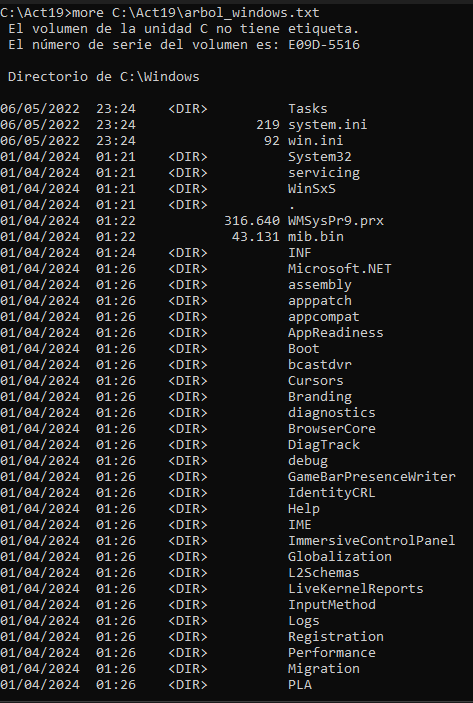 C:\Act19>more C:\Act19\arbol_windows.txt
 El volumen de la unidad C no tiene etiqueta.
 El número de serie del volumen es: E09D-5516

 Directorio de C:\Windows

06/05/2022  23:24    <DIR>          Tasks
06/05/2022  23:24               219 system.ini
06/05/2022  23:24                92 win.ini
01/04/2024  01:21    <DIR>          System32
01/04/2024  01:21    <DIR>          servicing
01/04/2024  01:21    <DIR>          WinSxS
01/04/2024  01:21    <DIR>          .
01/04/2024  01:22           316.640 WMSysPr9.prx
01/04/2024  01:22            43.131 mib.bin
01/04/2024  01:24    <DIR>          INF
01/04/2024  01:26    <DIR>          Microsoft.NET
01/04/2024  01:26    <DIR>          assembly
01/04/2024  01:26    <DIR>          apppatch
01/04/2024  01:26    <DIR>          appcompat
01/04/2024  01:26    <DIR>          AppReadiness
01/04/2024  01:26    <DIR>          Boot
01/04/2024  01:26    <DIR>          bcastdvr
01/04/2024  01:26    <DIR>          Cursors
01/04/2024  01:26    <DIR>          Branding
01/04/2024  01:26    <DIR>          diagnostics
01/04/2024  01:26    <DIR>          BrowserCore
01/04/2024  01:26    <DIR>          DiagTrack
01/04/2024  01:26    <DIR>          debug
01/04/2024  01:26    <DIR>          GameBarPresenceWriter
01/04/2024  01:26    <DIR>          IdentityCRL
01/04/2024  01:26    <DIR>          Help
01/04/2024  01:26    <DIR>          IME
01/04/2024  01:26    <DIR>          ImmersiveControlPanel
01/04/2024  01:26    <DIR>          Globalization
01/04/2024  01:26    <DIR>          L2Schemas
01/04/2024  01:26    <DIR>          LiveKernelReports
01/04/2024  01:26    <DIR>          InputMethod
01/04/2024  01:26    <DIR>          Logs
01/04/2024  01:26    <DIR>          Registration
01/04/2024  01:26    <DIR>          Performance
01/04/2024  01:26    <DIR>          Migration
01/04/2024  01:26    <DIR>          PLA